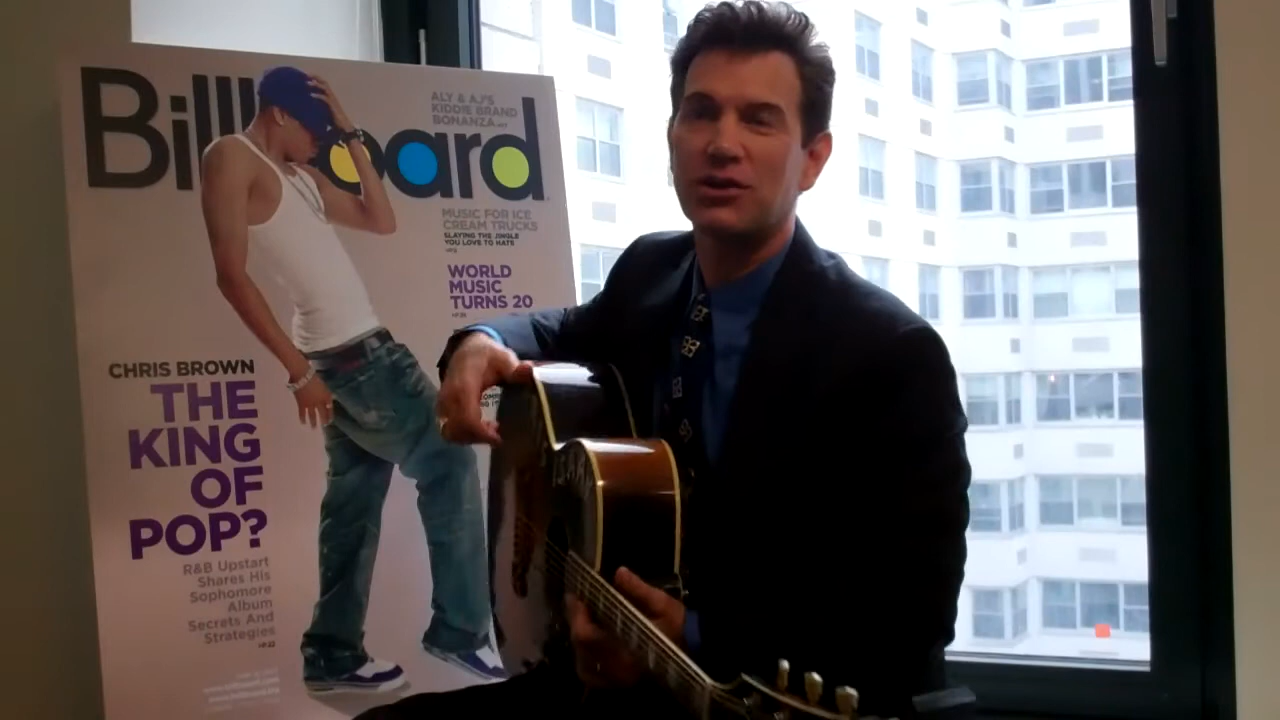 Billboard
ALY & AJ'S
KIDDIE BRAND
BONANZA
MUSIC FOR ICE
CREAM TRUCKS
SLAYING THE JINGLE
YOU LOVE TO HATE
WORLD
MUSIC
TURNS 20
CHRIS BROWN
THE
KING
OF
POP?
R&B Upstart
Shares His
Sophomore
Album
Secrets And
Strategies